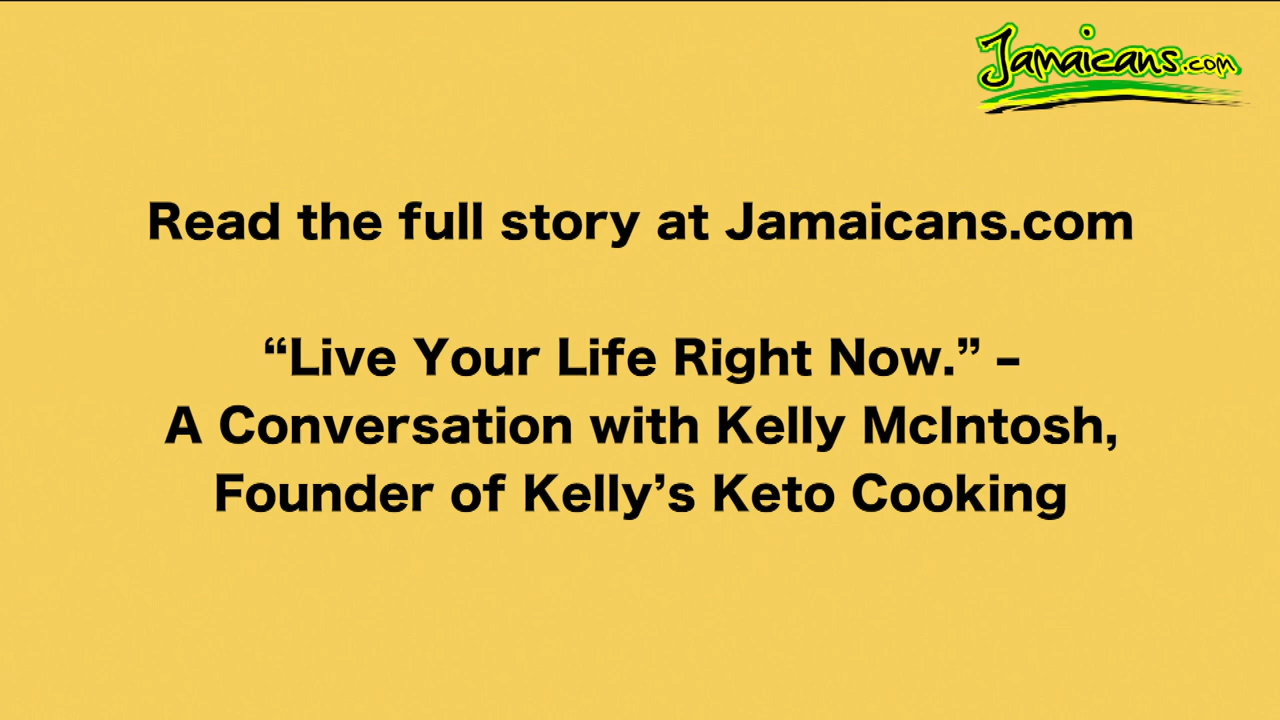 Jamaicans.com
Read the full story at Jamaicans.com
“Live Your Life Right Now.” –
A Conversation with Kelly McIntosh,
Founder of Kelly’s Keto Cooking